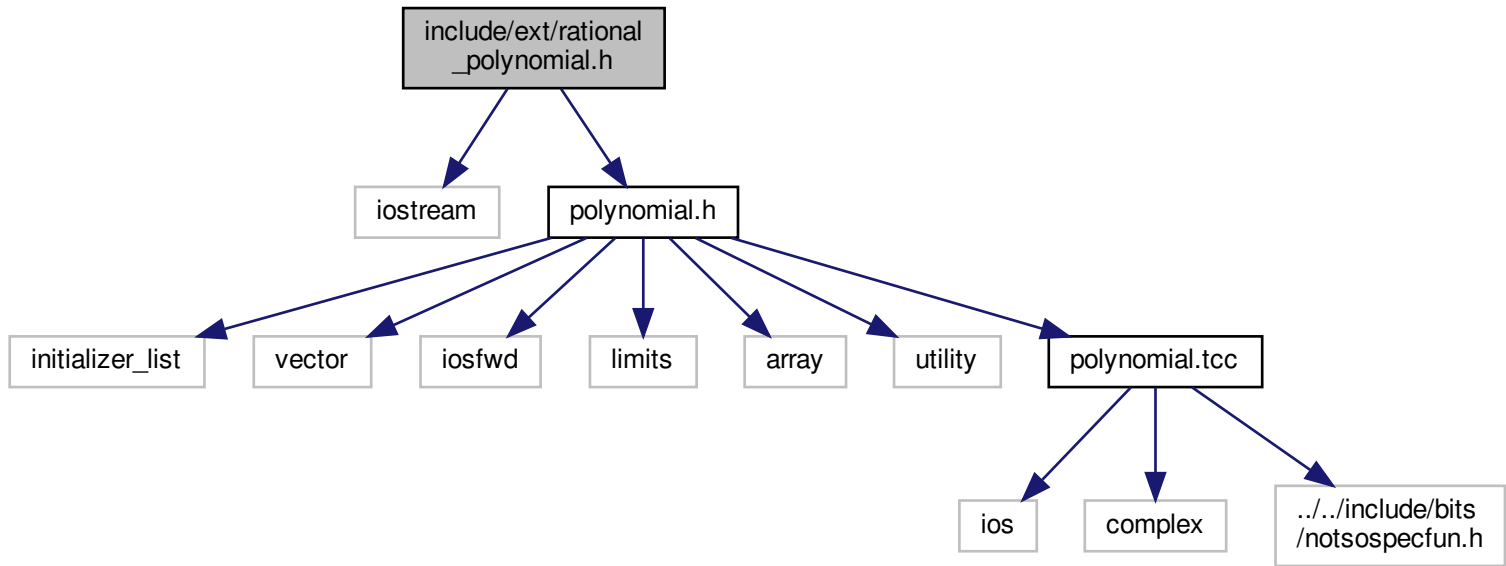 include/ext/rational
_polynomial.h
iostream
polynomial.h
initializer_list
vector
iosfwd
limits
array
utility
polynomial.tcc
ios
complex
../../include/bits
/notsospecfun.h